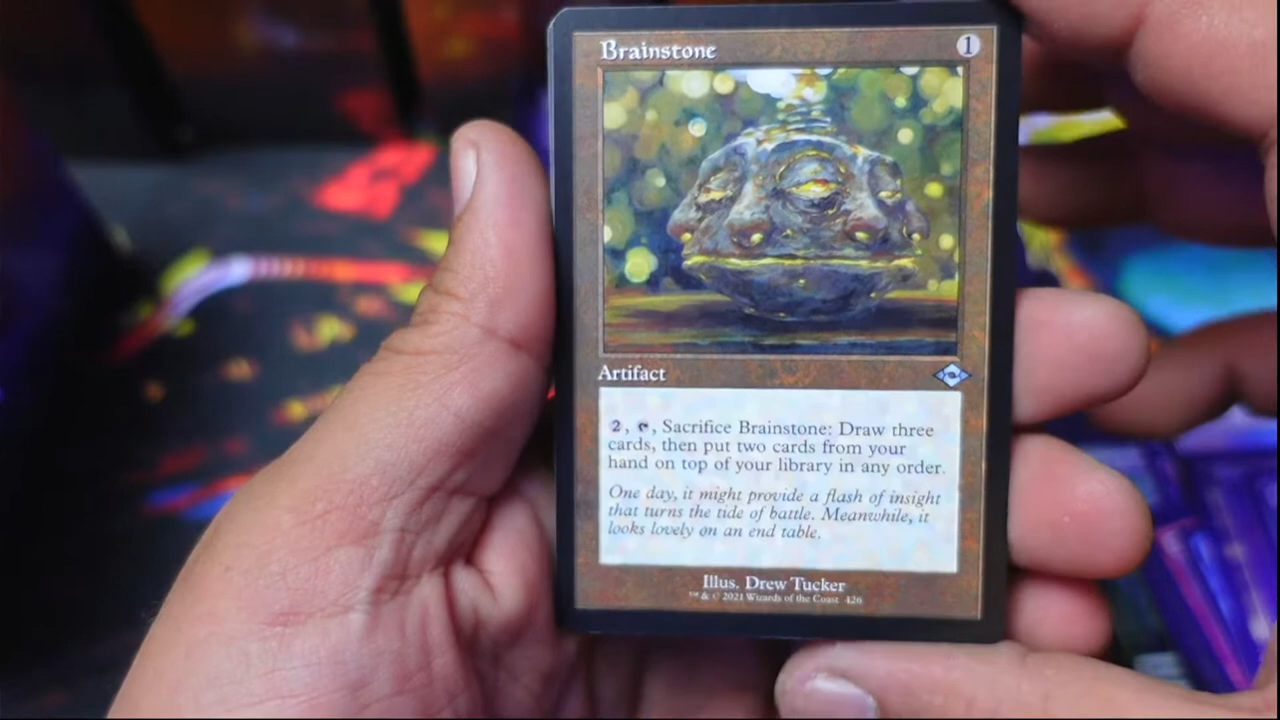 Brainstone 1
Artifact
2, , Sacrifice Brainstone: Draw three
cards, then put two cards from your
hand on top of your library in any order.
One day, it might provide a flash of insight
that turns the tide of battle. Meanwhile, it
looks lovely on an end table.
Illus. Drew Tucker
™ & © 2021 Wizards of the Coast 426